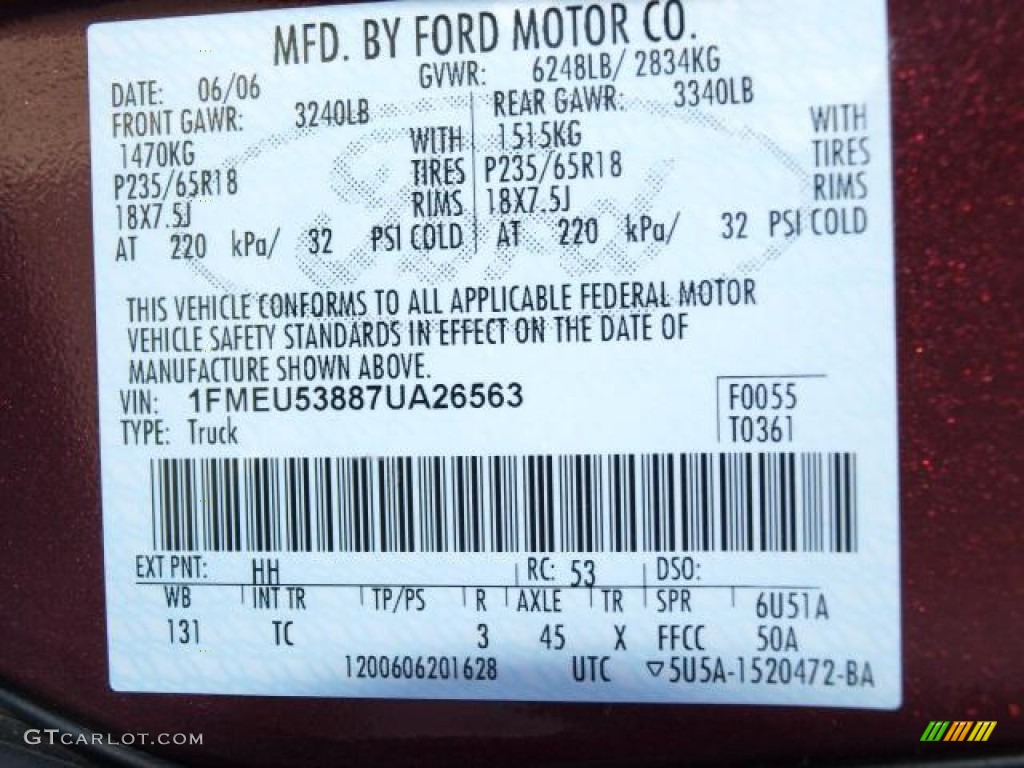 MFD. BY FORD MOTOR CO.
DATE: 06/06 GVWR: 6248LB/ 2834KG
FRONT GAWR: 3240LB REAR GAWR: 3340LB
1470KG WITH 1515KG WITH
P235/65R18 TIRES P235/65R18 TIRES
18X7.5J RIMS 18X7.5J RIMS
AT 220 kPa/ 32 PSI COLD AT 220 kPa/ 32 PSI COLD
THIS VEHICLE CONFORMS TO ALL APPLICABLE FEDERAL MOTOR
VEHICLE SAFETY STANDARDS IN EFFECT ON THE DATE OF
MANUFACTURE SHOWN ABOVE.
VIN: 1FMEU53887UA26563 F0055
TYPE: Truck T0361
EXT PNT: HH RC: 53 DSO:
WB INT TR TP/PS R AXLE TR SPR 6U51A
131 TC 3 45 X FFCC 50A
1200606201628 UTC ▽5U5A-1520472-BA
GTCARLOT.COM